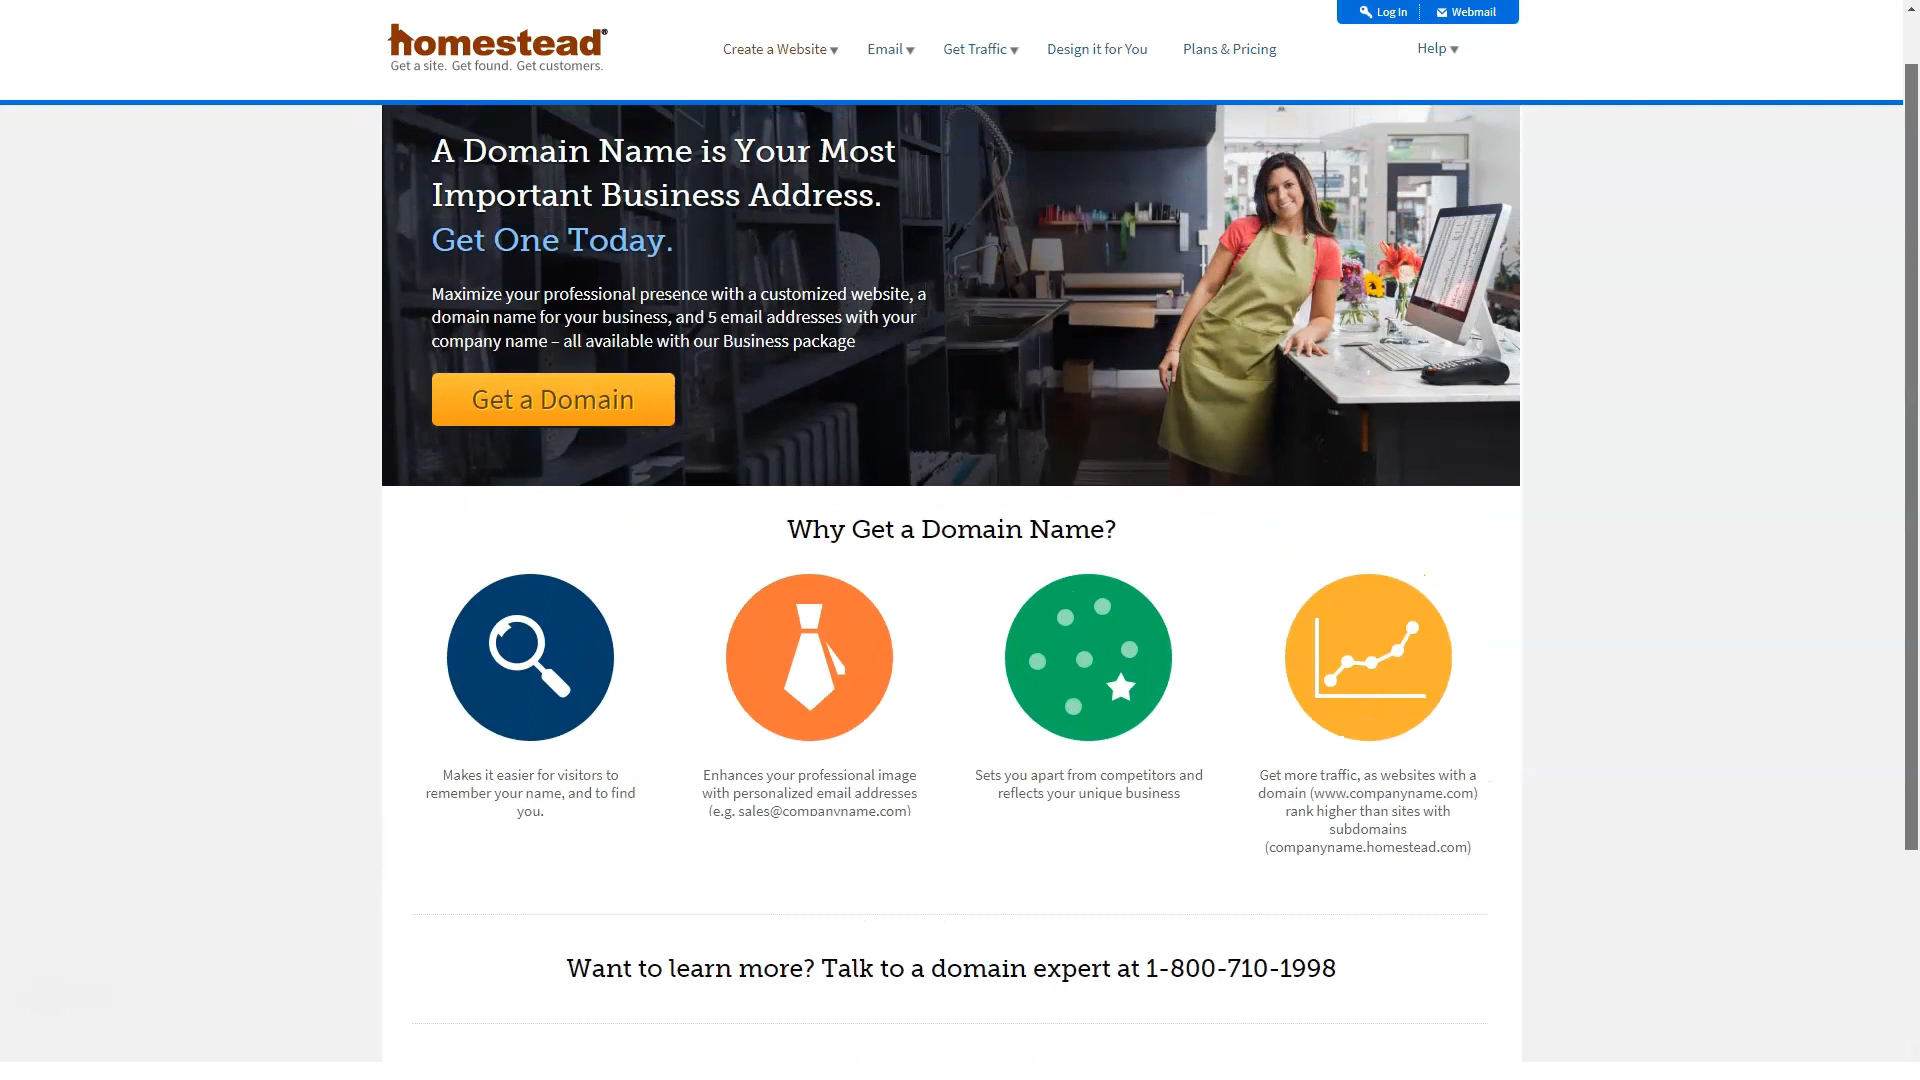 Log In
Webmail
homestead®
Get a site. Get found. Get customers.
Create a Website
Email
Get Traffic
Design it for You
Plans & Pricing
Help
A Domain Name is Your Most
Important Business Address.
Get One Today.
Maximize your professional presence with a customized website, a
domain name for your business, and 5 email addresses with your
company name – all available with our Business package
Get a Domain
Why Get a Domain Name?
Makes it easier for visitors to
remember your name, and to find
you.
Enhances your professional image
with personalized email addresses
(e.g. sales@companyname.com)
Sets you apart from competitors and
reflects your unique business
Get more traffic, as websites with a
domain (www.companyname.com)
rank higher than sites with
subdomains
(companyname.homestead.com)
Want to learn more? Talk to a domain expert at 1-800-710-1998